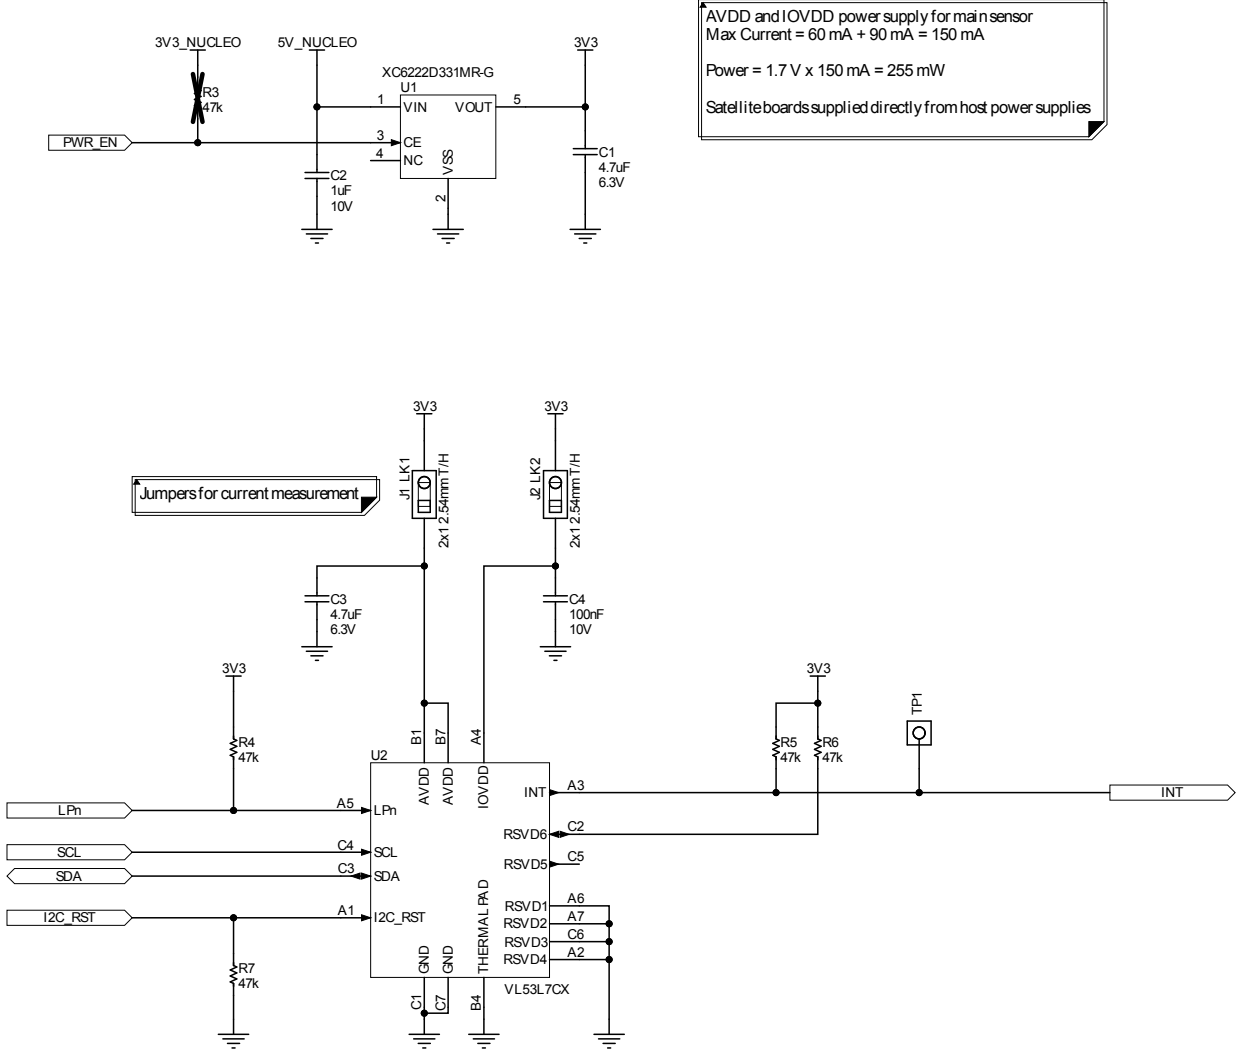 AVDD and IOVDD power supply for main sensor
Max Current = 60 mA + 90 mA = 150 mA
Power = 1.7 V x 150 mA = 255 mW
Satellite boards supplied directly from host power supplies
3V3_NUCLEO
5V_NUCLEO
3V3
XC6222D331MR-G
U1
R3
47k
1
VIN
VOUT
5
PWR_EN
3
CE
4
NC
VSS
2
C2
1uF
10V
C1
4.7uF
6.3V
3V3
3V3
Jumpers for current measurement
J1 LK1
2x1 2.54mm T/H
J2 LK2
2x1 2.54mm T/H
C3
4.7uF
6.3V
C4
100nF
10V
3V3
3V3
TP1
R4
47k
R5
47k
R6
47k
U2
B1
B7
A4
AVDD
AVDD
IOVDD
INT
A3
INT
LPn
A5
LPn
RSVD6
C2
SCL
C4
SCL
RSVD5
C5
SDA
C3
SDA
I2C_RST
A1
I2C_RST
RSVD1
A6
RSVD2
A7
RSVD3
C6
RSVD4
A2
THERMAL PAD
GND
GND
R7
47k
C1
C7
B4
VL53L7CX